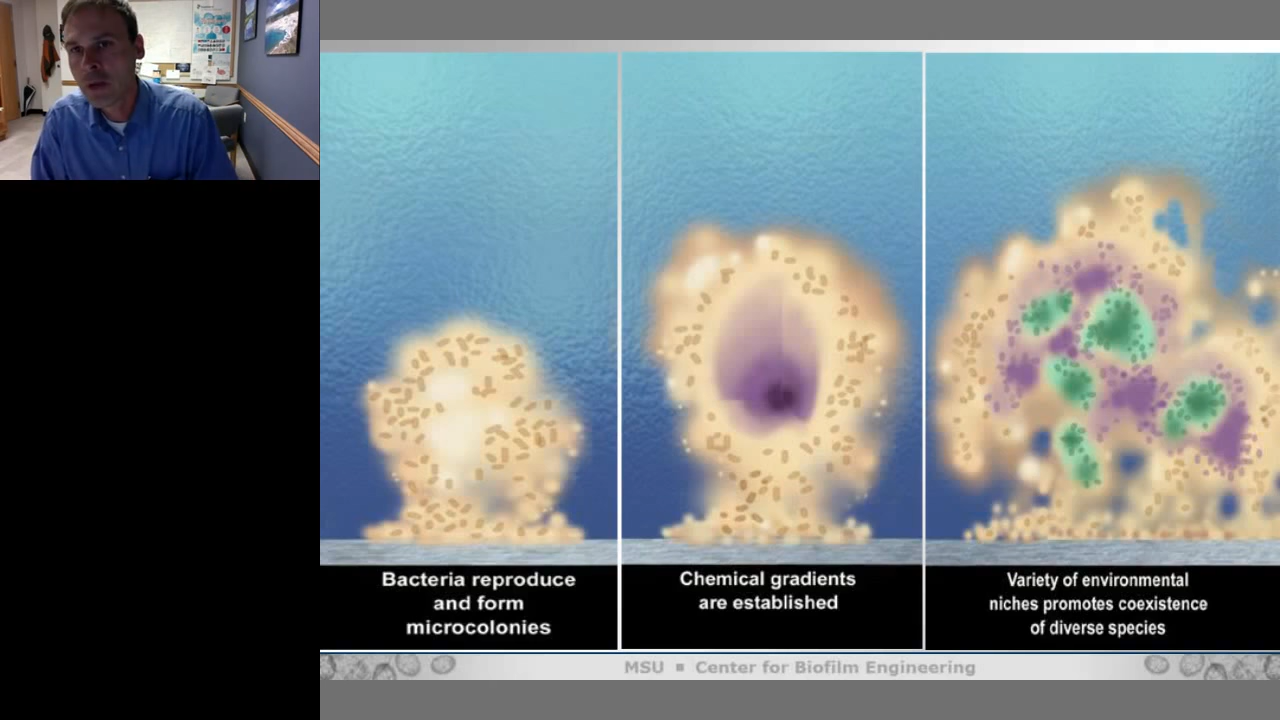 Bacteria reproduce
and form
microcolonies
Chemical gradients
are established
Variety of environmental
niches promotes coexistence
of diverse species
MSU ▪ Center for Biofilm Engineering